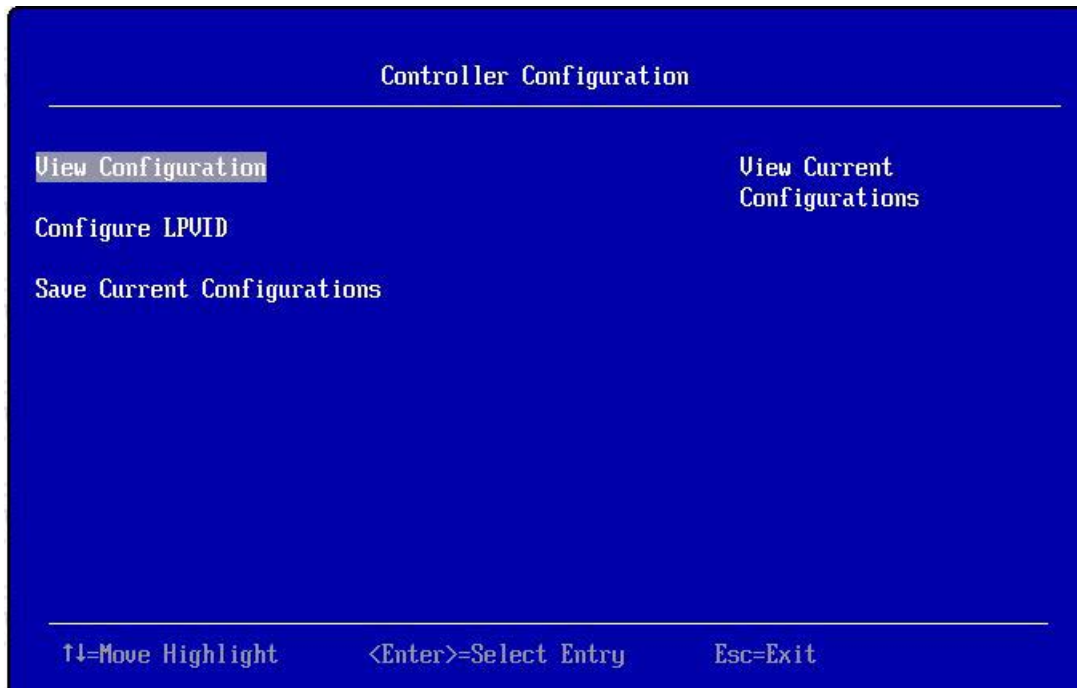 Controller Configuration
View Configuration
View Current
Configurations
Configure LPVID
Save Current Configurations
↑↓=Move Highlight <Enter>=Select Entry Esc=Exit